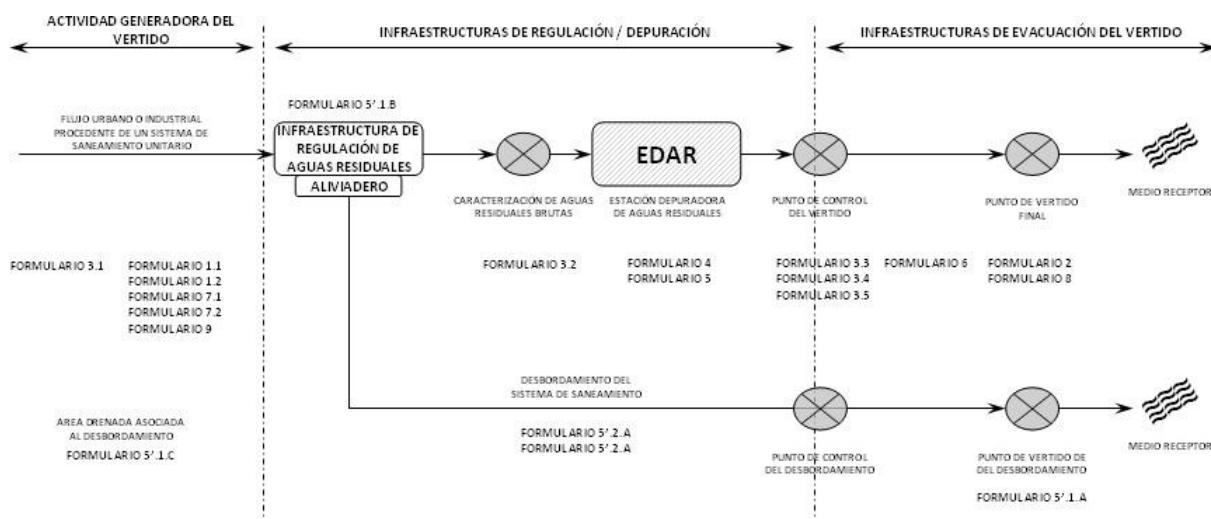 ACTIVIDAD GENERADORA DEL
VERTIDO
INFRAESTRUCTURAS DE REGULACIÓN / DEPURACIÓN
INFRAESTRUCTURAS DE EVACUACIÓN DEL VERTIDO
FLUJO URBANO O INDUSTRIAL
PROCEDENTE DE UN SISTEMA DE
SANEAMIENTO UNITARIO
FORMULARIO 5'.1.B
INFRAESTRUCTURA DE
REGULACIÓN DE
AGUAS RESIDUALES
ALIVIADERO
CARACTERIZACIÓN DE AGUAS
RESIDUALES BRUTAS
EDAR
ESTACIÓN DEPURADORA
DE AGUAS RESIDUALES
PUNTO DE CONTROL
DEL VERTIDO
PUNTO DE VERTIDO
FINAL
MEDIO RECEPTOR
FORMULARIO 3.1
FORMULARIO 1.1
FORMULARIO 1.2
FORMULARIO 7.1
FORMULARIO 7.2
FORMULARIO 9
FORMULARIO 3.2
FORMULARIO 4
FORMULARIO 5
FORMULARIO 3.3
FORMULARIO 3.4
FORMULARIO 3.5
FORMULARIO 6
FORMULARIO 2
FORMULARIO 8
AREA DRENADA ASOCIADA
AL DESBORDAMIENTO
FORMULARIO 5'.1.C
DESBORDAMIENTO DEL
SISTEMA DE SANEAMIENTO
FORMULARIO 5'.2.A
FORMULARIO 5'.2.A
PUNTO DE CONTROL
DEL DESBORDAMIENTO
PUNTO DE VERTIDO DE
DEL DESBORDAMIENTO
FORMULARIO 5'.1.A
MEDIO RECEPTOR